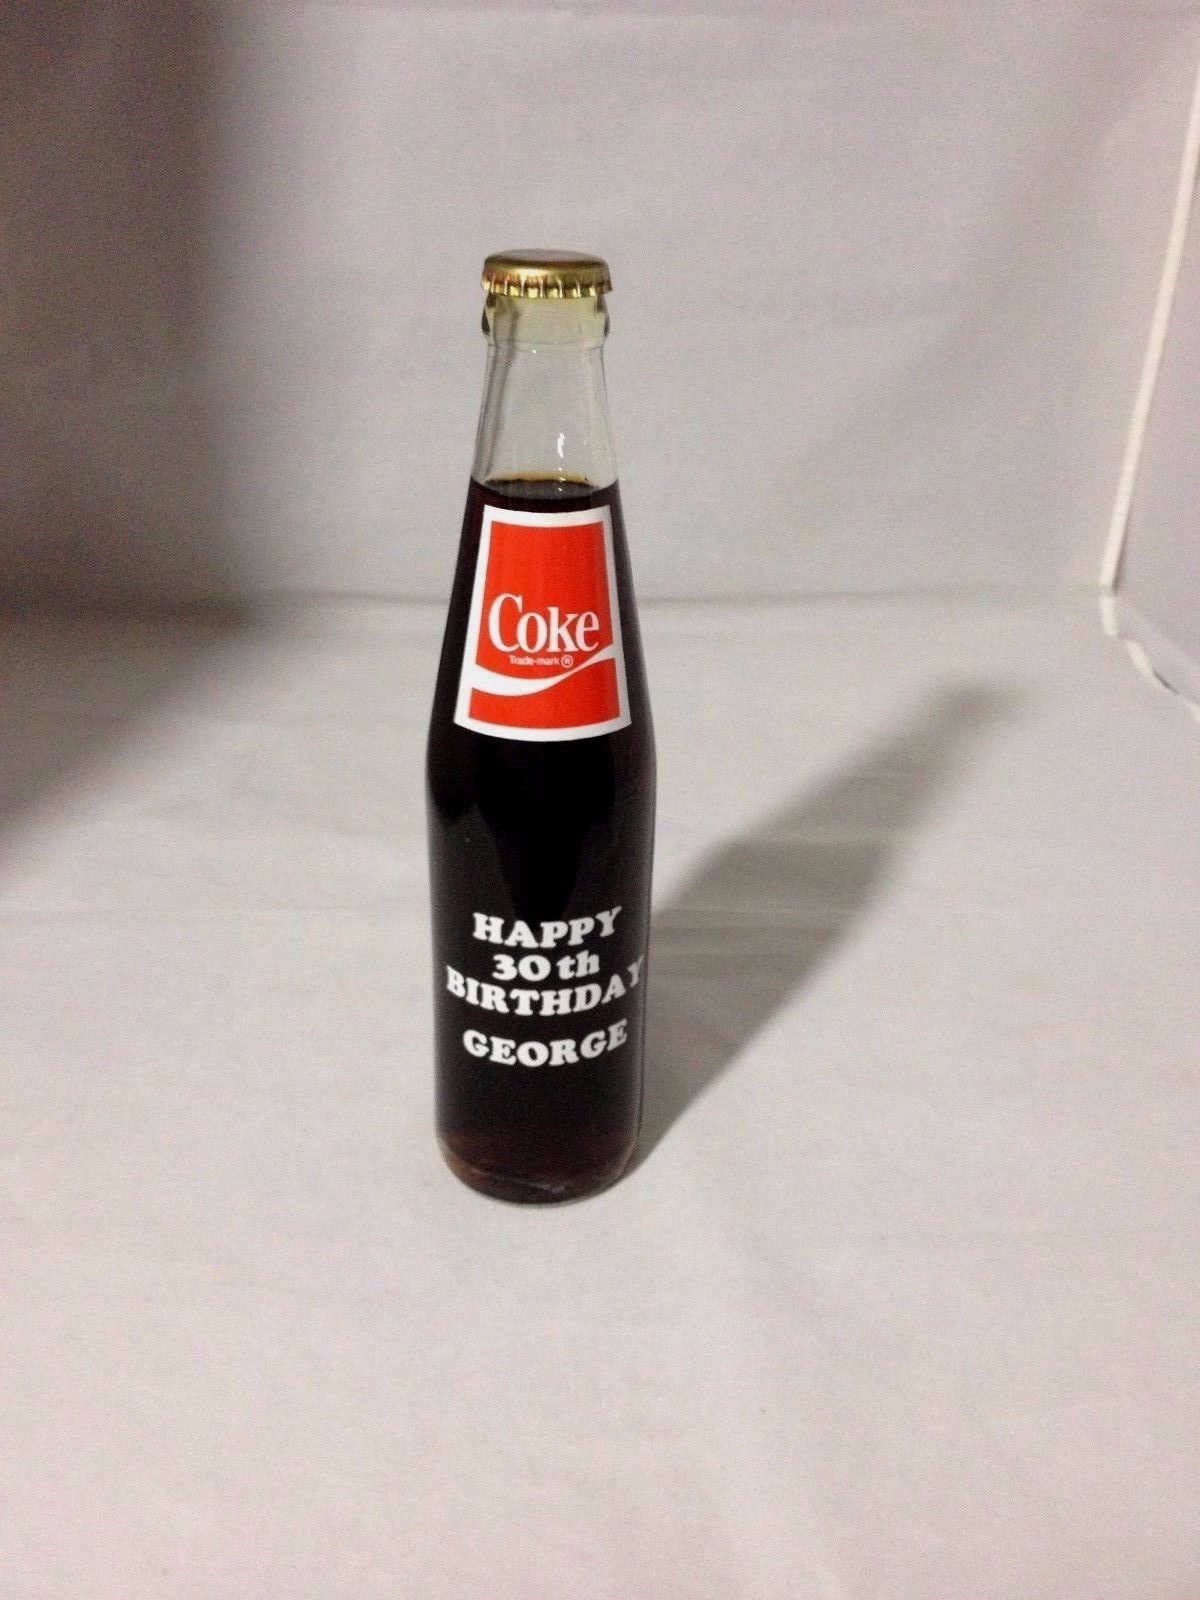 Coke
Trade-mark ®
HAPPY
30th
BIRTHDAY
GEORGE